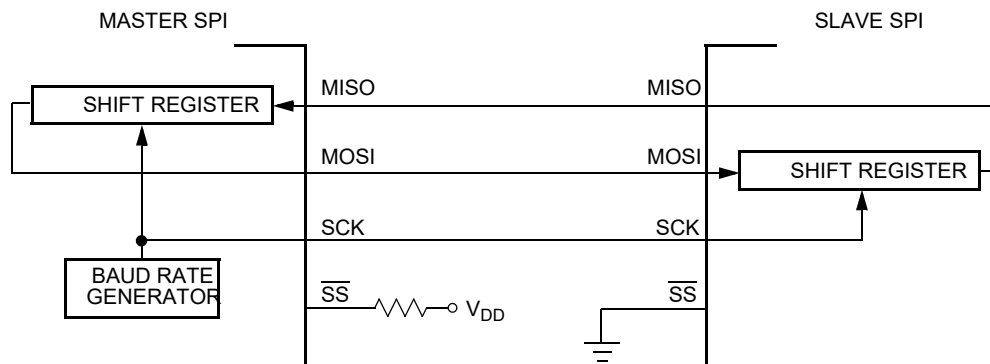 MASTER SPI
SLAVE SPI
MISO
MISO
SHIFT REGISTER
MOSI
MOSI
SHIFT REGISTER
SCK
SCK
BAUD RATE
GENERATOR
SS
VDD
SS